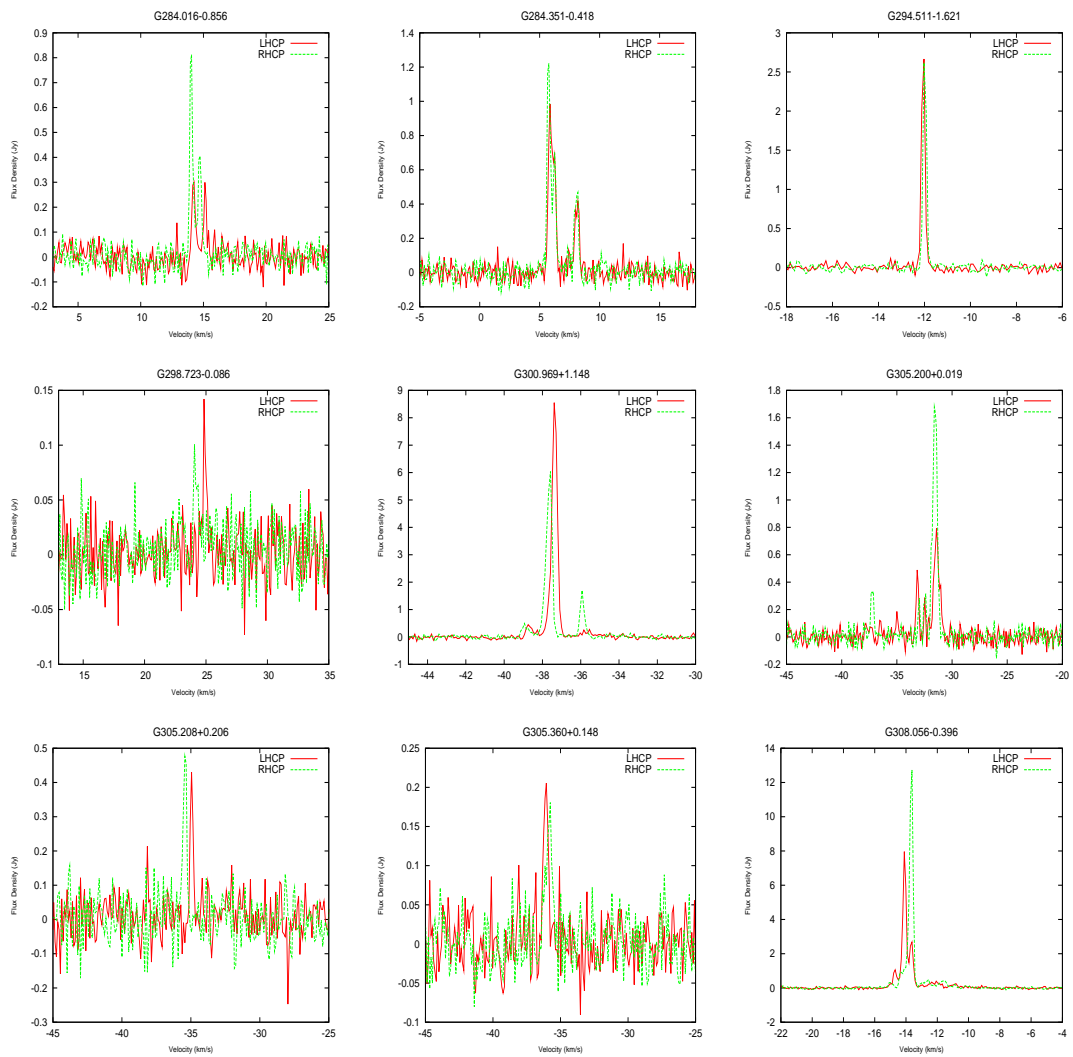 G284.016-0.856
LHCP
RHCP
Flux Density (Jy)
0.9
0.8
0.7
0.6
0.5
0.4
0.3
0.2
0.1
0
-0.1
-0.2
5 10 15 20 25
Velocity (km/s)
G284.351-0.418
LHCP
RHCP
Flux Density (Jy)
1.4
1.2
1
0.8
0.6
0.4
0.2
0
-0.2
-5 0 5 10 15
Velocity (km/s)
G294.511-1.621
LHCP
RHCP
Flux Density (Jy)
3
2.5
2
1.5
1
0.5
0
-0.5
-18 -16 -14 -12 -10 -8 -6
Velocity (km/s)
G298.723-0.086
LHCP
RHCP
Flux Density (Jy)
0.15
0.1
0.05
0
-0.05
-0.1
15 20 25 30 35
Velocity (km/s)
G300.969+1.148
LHCP
RHCP
Flux Density (Jy)
9
8
7
6
5
4
3
2
1
0
-1
-44 -42 -40 -38 -36 -34 -32 -30
Velocity (km/s)
G305.200+0.019
LHCP
RHCP
Flux Density (Jy)
1.8
1.6
1.4
1.2
1
0.8
0.6
0.4
0.2
0
-0.2
-45 -40 -35 -30 -25 -20
Velocity (km/s)
G305.208+0.206
LHCP
RHCP
Flux Density (Jy)
0.5
0.4
0.3
0.2
0.1
0
-0.1
-0.2
-0.3
-45 -40 -35 -30 -25
Velocity (km/s)
G305.360+0.148
LHCP
RHCP
Flux Density (Jy)
0.25
0.2
0.15
0.1
0.05
0
-0.05
-0.1
-45 -40 -35 -30 -25
Velocity (km/s)
G308.056-0.396
LHCP
RHCP
Flux Density (Jy)
14
12
10
8
6
4
2
0
-2
-22 -20 -18 -16 -14 -12 -10 -8 -6 -4
Velocity (km/s)